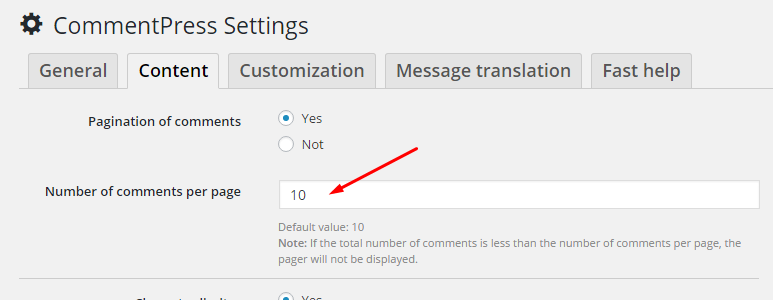 CommentPress Settings
General Content Customization Message translation Fast help
Pagination of comments Yes
Not
Number of comments per page 10
Default value: 10
Note: If the total number of comments is less than the number of comments per page, the
pager will not be displayed.
Yes